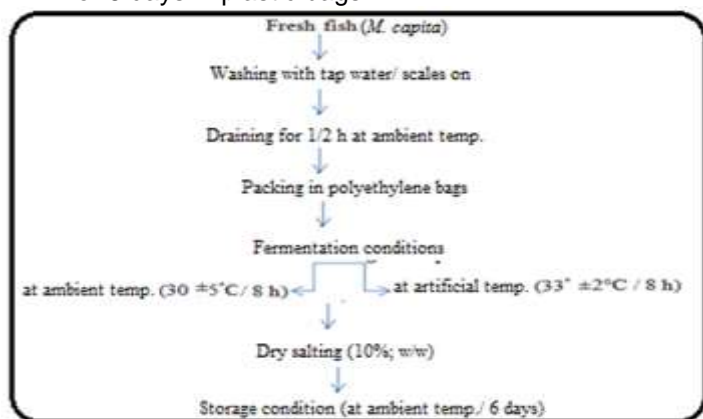 Fresh fish (M. capita)
Washing with tap water/ scales on
Draining for 1/2 h at ambient temp.
Packing in polyethylene bags
Fermentation conditions
at ambient temp. (30 ±5°C/ 8 h)
at artificial temp. (33° ±2°C / 8 h)
Dry salting (10%; w/w)
Storage condition (at ambient temp./ 6 days)